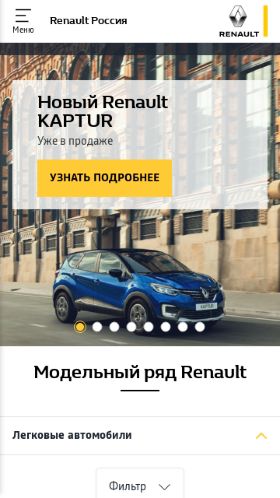 Меню
Renault Россия
RENAULT
Новый Renault
KAPTUR
Уже в продаже
УЗНАТЬ ПОДРОБНЕЕ
Модельный ряд Renault
Легковые автомобили
Фильтр